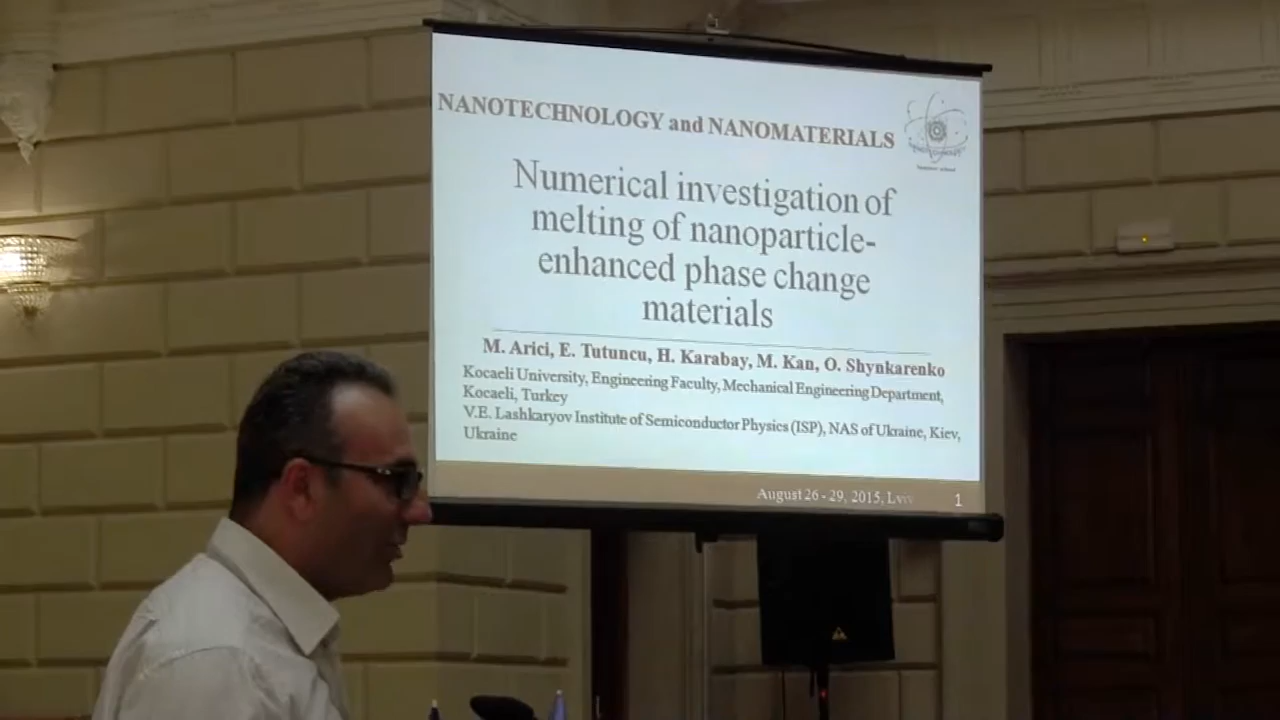 NANOTECHNOLOGY and NANOMATERIALS
Numerical investigation of
melting of nanoparticle-
enhanced phase change
materials
M. Arici, E. Tutuncu, H. Karabay, M. Kan, O. Shynkarenko
Kocaeli University, Engineering Faculty, Mechanical Engineering Department,
Kocaeli, Turkey
V.E. Lashkaryov Institute of Semiconductor Physics (ISP), NAS of Ukraine, Kiev,
Ukraine
August 26 - 29, 2015, Lviv
1